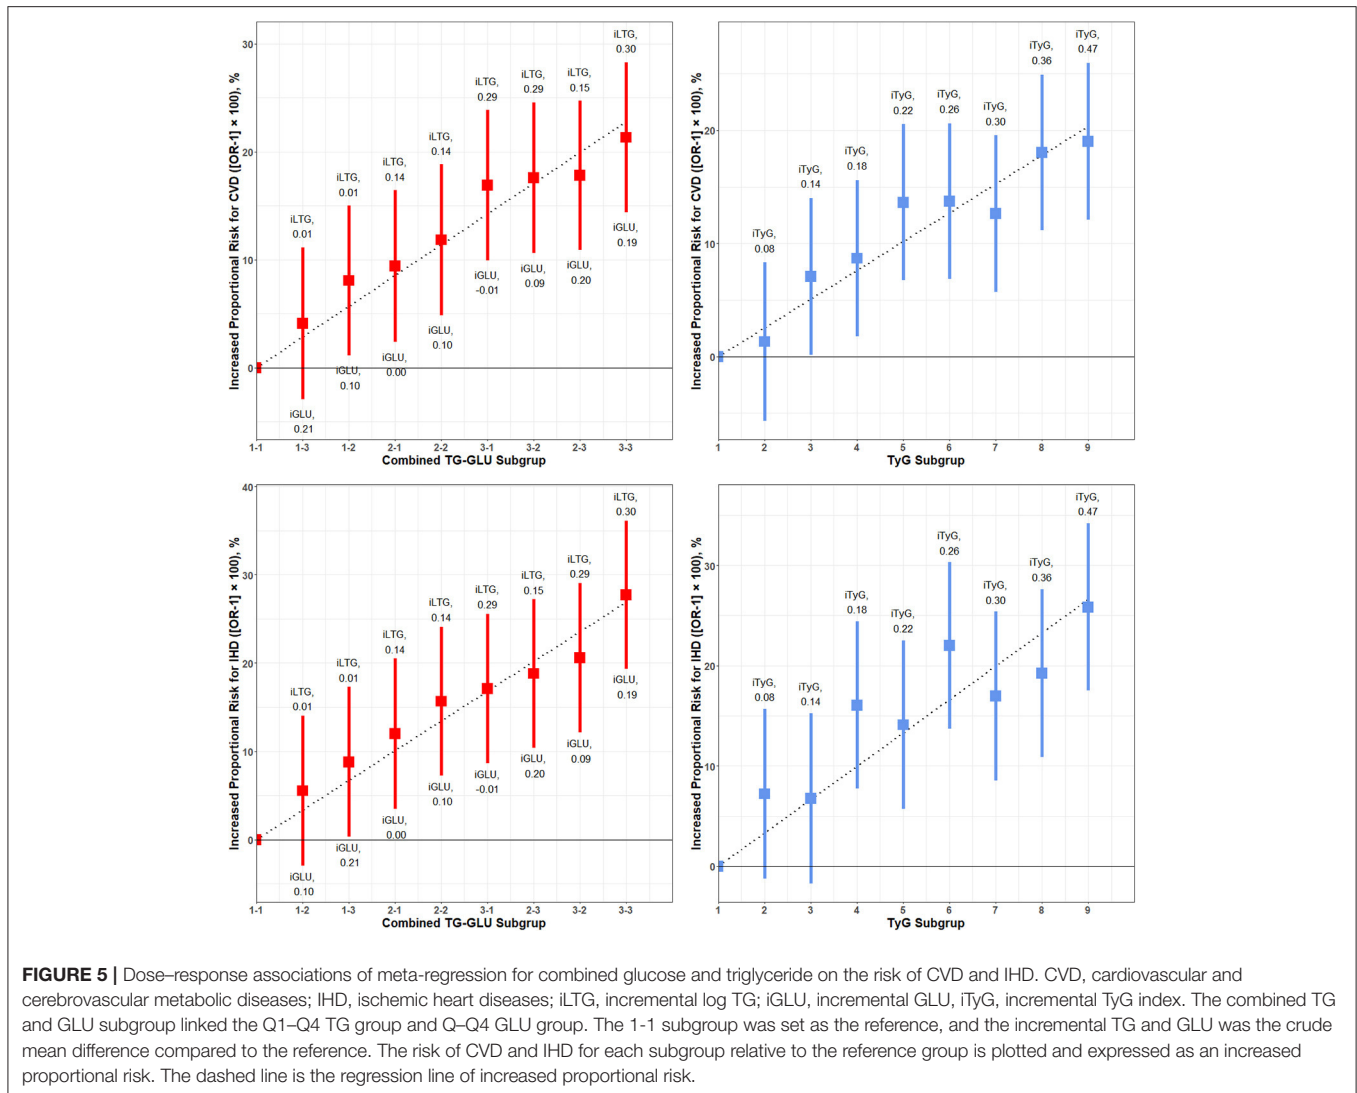 Increased Proportional Risk for CVD ([OR-1] × 100), %
30
20
10
0
iLTG,
0.01
iGLU,
0.21
iLTG,
0.01
iGLU,
0.10
iLTG,
0.14
iGLU,
0.00
iLTG,
0.14
iGLU,
0.10
iLTG,
0.29
iGLU,
-0.01
iLTG,
0.29
iGLU,
0.09
iLTG,
0.15
iGLU,
0.20
iLTG,
0.30
iGLU,
0.19
1-1 1-3 1-2 2-1 2-2 3-1 3-2 2-3 3-3
Combined TG-GLU Subgrup
Increased Proportional Risk for CVD ([OR-1] × 100), %
20
10
0
iTyG,
0.08
iTyG,
0.14
iTyG,
0.18
iTyG,
0.22
iTyG,
0.26
iTyG,
0.30
iTyG,
0.36
iTyG,
0.47
1 2 3 4 5 6 7 8 9
TyG Subgrup
Increased Proportional Risk for IHD ([OR-1] × 100), %
40
30
20
10
0
iLTG,
0.01
iGLU,
0.10
iLTG,
0.01
iGLU,
0.21
iLTG,
0.14
iGLU,
0.00
iLTG,
0.14
iGLU,
0.10
iLTG,
0.29
iGLU,
-0.01
iLTG,
0.15
iGLU,
0.20
iLTG,
0.29
iGLU,
0.09
iLTG,
0.30
iGLU,
0.19
1-1 1-2 1-3 2-1 2-2 3-1 2-3 3-2 3-3
Combined TG-GLU Subgrup
Increased Proportional Risk for IHD ([OR-1] × 100), %
30
20
10
0
iTyG,
0.08
iTyG,
0.14
iTyG,
0.18
iTyG,
0.22
iTyG,
0.26
iTyG,
0.30
iTyG,
0.36
iTyG,
0.47
1 2 3 4 5 6 7 8 9
TyG Subgrup
FIGURE 5 | Dose–response associations of meta-regression for combined glucose and triglyceride on the risk of CVD and IHD. CVD, cardiovascular and
cerebrovascular metabolic diseases; IHD, ischemic heart diseases; iLTG, incremental log TG; iGLU, incremental GLU, iTyG, incremental TyG index. The combined TG
and GLU subgroup linked the Q1–Q4 TG group and Q–Q4 GLU group. The 1-1 subgroup was set as the reference, and the incremental TG and GLU was the crude
mean difference compared to the reference. The risk of CVD and IHD for each subgroup relative to the reference group is plotted and expressed as an increased
proportional risk. The dashed line is the regression line of increased proportional risk.